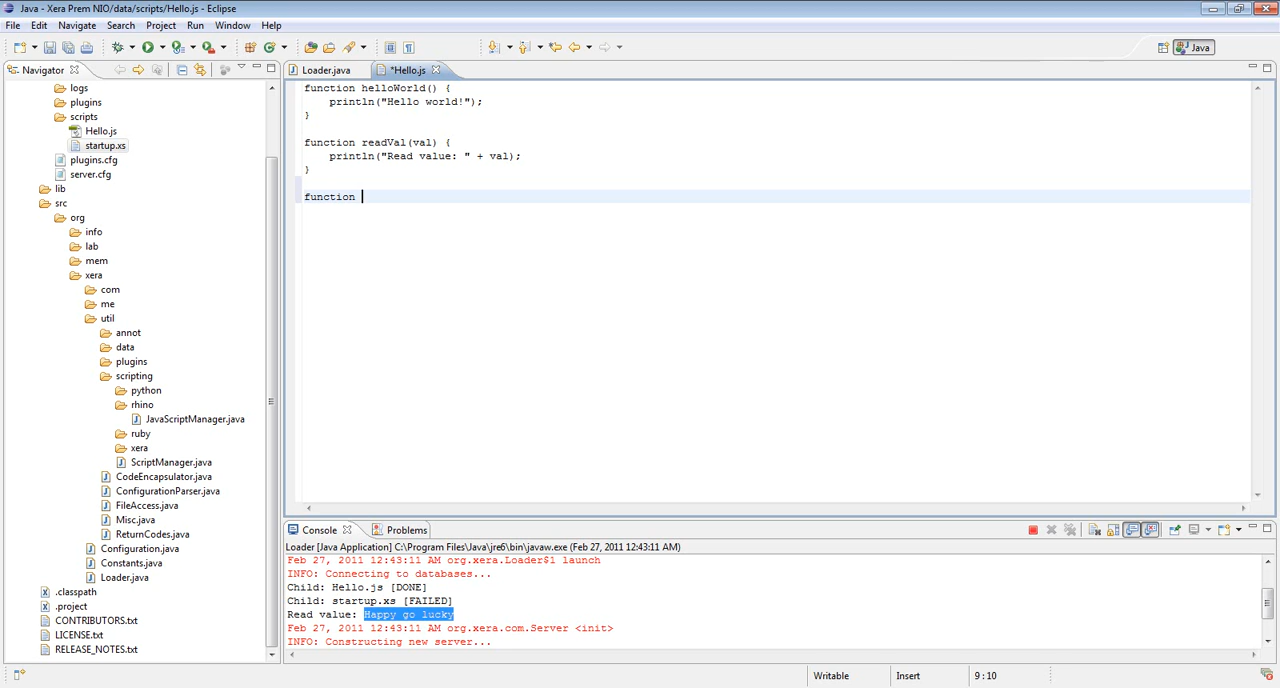 Java - Xera Prem NIO/data/scripts/Hello.js - Eclipse
File Edit Navigate Search Project Run Window Help
Java
Navigator
logs
plugins
scripts
Hello.js
startup.xs
plugins.cfg
server.cfg
lib
src
org
info
lab
mem
xera
com
me
util
annot
data
plugins
scripting
python
rhino
JavaScriptManager.java
ruby
xera
ScriptManager.java
CodeEncapsulator.java
ConfigurationParser.java
FileAccess.java
Misc.java
ReturnCodes.java
Configuration.java
Constants.java
Loader.java
.classpath
.project
CONTRIBUTORS.txt
LICENSE.txt
RELEASE_NOTES.txt
Loader.java *Hello.js
function helloWorld() {
println("Hello world!");
}
function readVal(val) {
println("Read value: " + val);
}
function
Console Problems
Loader [Java Application] C:\Program Files\Java\jre6\bin\javaw.exe (Feb 27, 2011 12:43:11 AM)
Feb 27, 2011 12:43:11 AM org.xera.Loader$1 launch
INFO: Connecting to databases...
Child: Hello.js [DONE]
Child: startup.xs [FAILED]
Read value: Happy go lucky
Feb 27, 2011 12:43:11 AM org.xera.com.Server <init>
INFO: Constructing new server...
Writable Insert 9 : 10